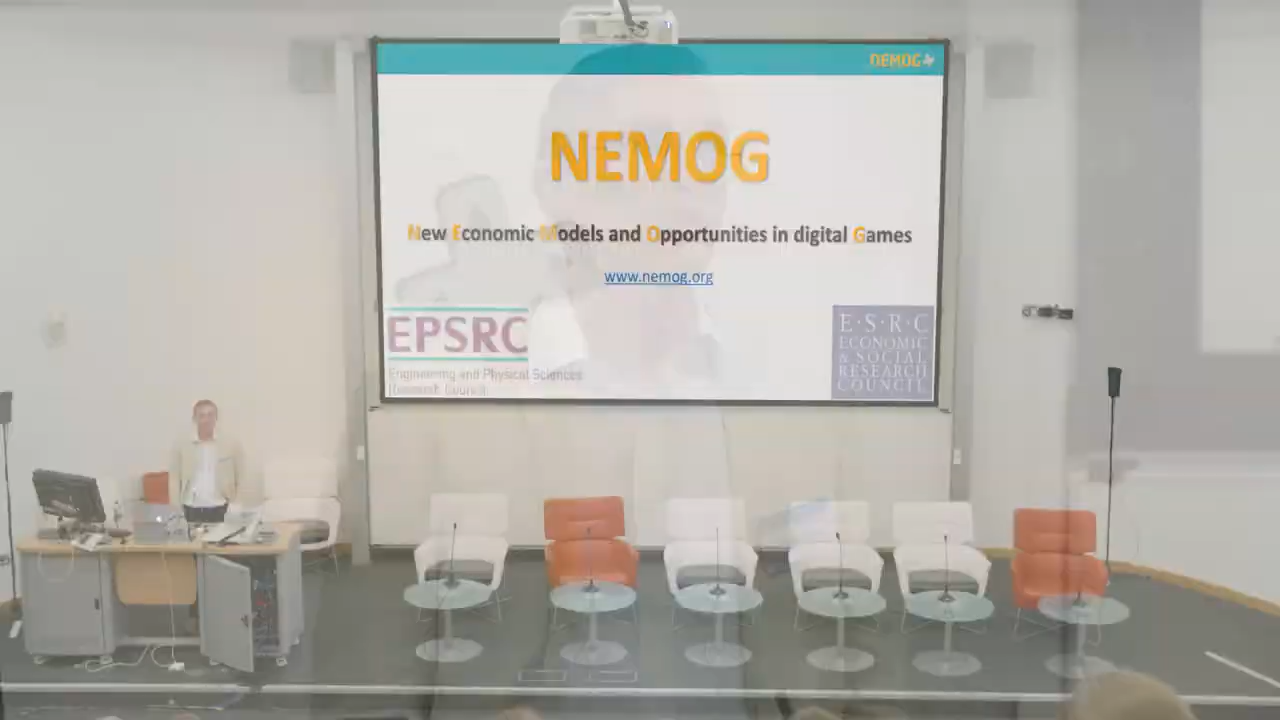 NEMOG
NEMOG
New Economic Models and Opportunities in digital Games
www.nemog.org
EPSRC
Engineering and Physical Sciences
Research Council
E·S·R·C
ECONOMIC
& SOCIAL
RESEARCH
COUNCIL